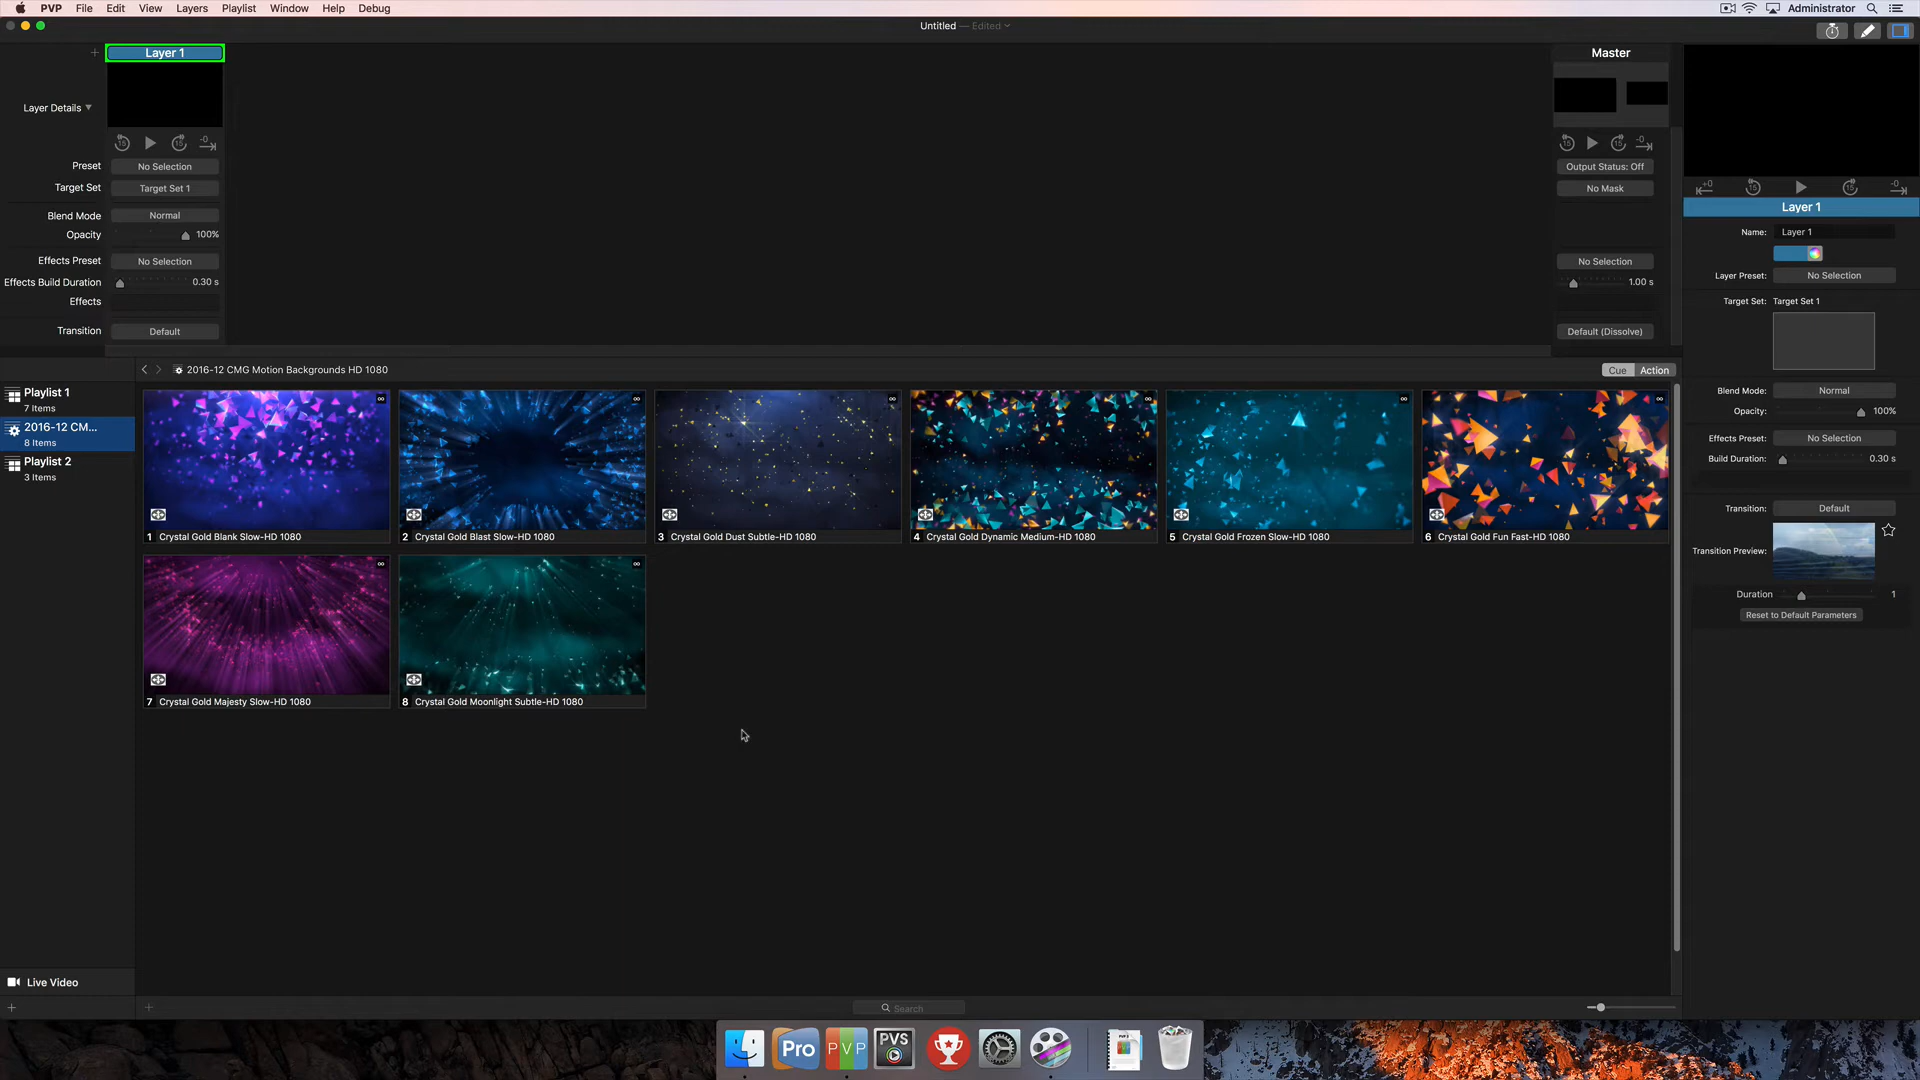 PVP File Edit View Layers Playlist Window Help Debug
Administrator
Untitled — Edited
Layer 1
Layer Details
Preset No Selection
Target Set Target Set 1
Blend Mode Normal
Opacity 100%
Effects Preset No Selection
Effects Build Duration 0.30 s
Effects
Transition Default
Master
Output Status: Off
No Mask
No Selection
1.00 s
Default (Dissolve)
Layer 1
Name: Layer 1
Layer Preset: No Selection
Target Set: Target Set 1
Blend Mode: Normal
Opacity: 100%
Effects Preset: No Selection
Build Duration: 0.30 s
Transition: Default
Transition Preview:
Duration 1
Reset to Default Parameters
Playlist 1
7 Items
2016-12 CM...
8 Items
Playlist 2
3 Items
2016-12 CMG Motion Backgrounds HD 1080
Cue Action
1 Crystal Gold Blank Slow-HD 1080
2 Crystal Gold Blast Slow-HD 1080
3 Crystal Gold Dust Subtle-HD 1080
4 Crystal Gold Dynamic Medium-HD 1080
5 Crystal Gold Frozen Slow-HD 1080
6 Crystal Gold Fun Fast-HD 1080
7 Crystal Gold Majesty Slow-HD 1080
8 Crystal Gold Moonlight Subtle-HD 1080
Live Video
Search
Pro
PVP
PVS